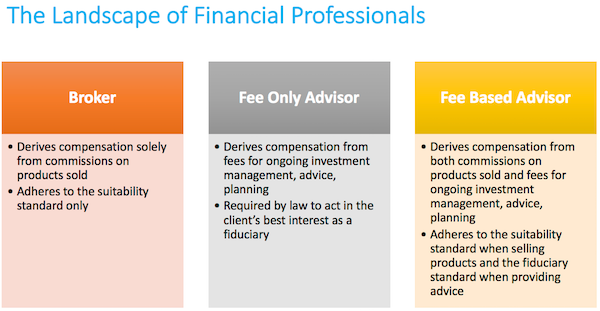 The Landscape of Financial Professionals
Broker
• Derives compensation solely
from commissions on
products sold
• Adheres to the suitability
standard only
Fee Only Advisor
• Derives compensation from
fees for ongoing investment
management, advice,
planning
• Required by law to act in the
client’s best interest as a
fiduciary
Fee Based Advisor
• Derives compensation from
both commissions on
products sold and fees for
ongoing investment
management, advice,
planning
• Adheres to the suitability
standard when selling
products and the fiduciary
standard when providing
advice